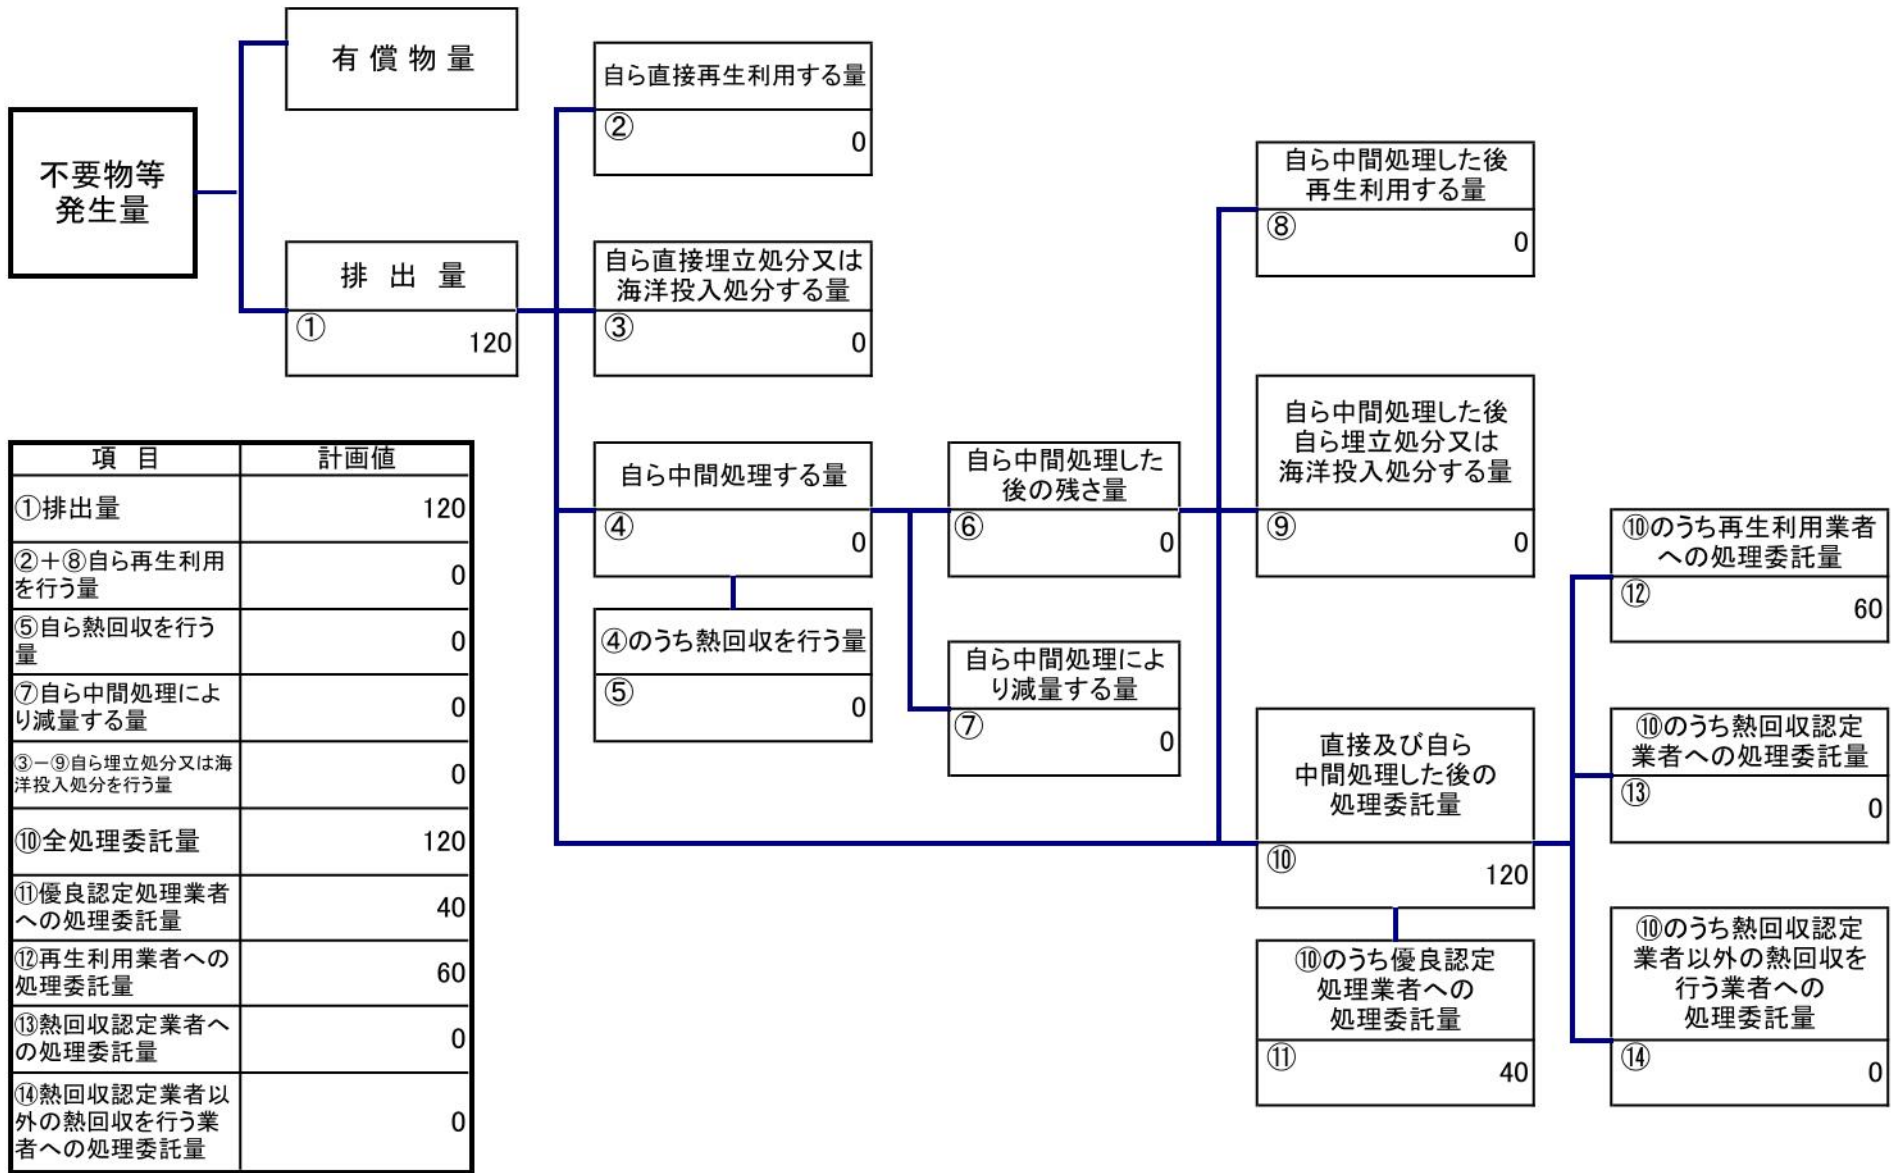 有 償 物 量
不要物等
発生量
排 出 量
①
120
自ら直接再生利用する量
②
0
自ら直接埋立処分又は
海洋投入処分する量
③
0
自ら中間処理する量
④
0
④のうち熱回収を行う量
⑤
0
自ら中間処理した
後の残さ量
⑥
0
自ら中間処理によ
り減量する量
⑦
0
自ら中間処理した後
再生利用する量
⑧
0
自ら中間処理した後
自ら埋立処分又は
海洋投入処分する量
⑨
0
直接及び自ら
中間処理した後の
処理委託量
⑩
120
⑩のうち優良認定
処理業者への
処理委託量
⑪
40
⑩のうち再生利用業者
への処理委託量
⑫
60
⑩のうち熱回収認定
業者への処理委託量
⑬
0
⑩のうち熱回収認定
業者以外の熱回収を
行う業者への
処理委託量
⑭
0
項 目 計画値
①排出量 120
②＋⑧自ら再生利用
を行う量 0
⑤自ら熱回収を行う
量 0
⑦自ら中間処理によ
り減量する量 0
③－⑨自ら埋立処分又は海
洋投入処分を行う量 0
⑩全処理委託量 120
⑪優良認定処理業者
への処理委託量 40
⑫再生利用業者への
処理委託量 60
⑬熱回収認定業者へ
の処理委託量 0
⑭熱回収認定業者以
外の熱回収を行う業
者への処理委託量 0